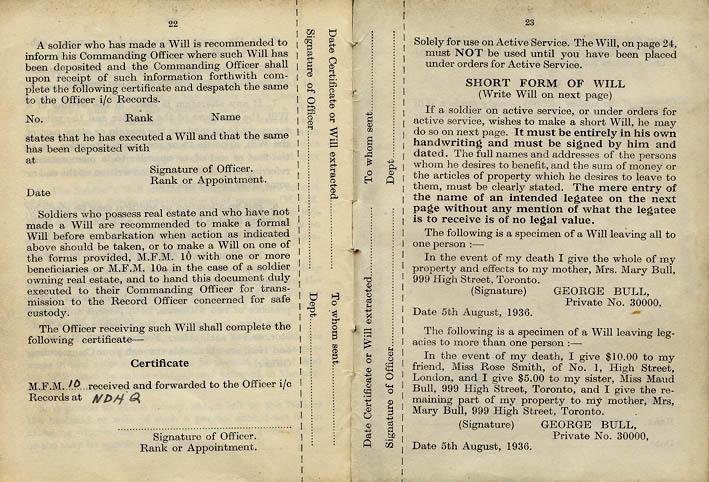 22
A soldier who has made a Will is recommended to
inform his Commanding Officer where such Will has
been deposited and the Commanding Officer shall
upon receipt of such information forthwith com-
plete the following certificate and despatch the same
to the Officer i/c Records.
No. Rank Name
states that he has executed a Will and that the same
has been deposited with
at
Signature of Officer.
Rank or Appointment.
Date
Soldiers who possess real estate and who have not
made a Will are recommended to make a formal
Will before embarkation when action as indicated
above should be taken, or to make a Will on one of
the forms provided, M.F.M. 10 with one or more
beneficiaries or M.F.M. 10a in the case of a soldier
owning real estate, and to hand this document duly
executed to their Commanding Officer for trans-
mission to the Record Officer concerned for safe
custody.
The Officer receiving such Will shall complete the
following certificate—
Certificate
M.F.M. 10 received and forwarded to the Officer i/c
Records at NDHQ
Signature of Officer.
Rank or Appointment.
Date Certificate or Will extracted
To whom sent
Signature of Officer
Dept.
To whom sent
Date Certificate or Will extracted
Dept.
Signature of Officer
23
Solely for use on Active Service. The Will, on page 24,
must NOT be used until you have been placed
under orders for Active Service.
SHORT FORM OF WILL
(Write Will on next page)
If a soldier on active service, or under orders for
active service, wishes to make a short Will, he may
do so on next page. It must be entirely in his own
handwriting and must be signed by him and
dated. The full names and addresses of the persons
whom he desires to benefit, and the sum of money or
the articles of property which he desires to leave to
them, must be clearly stated. The mere entry of
the name of an intended legatee on the next
page without any mention of what the legatee
is to receive is of no legal value.
The following is a specimen of a Will leaving all to
one person :—
In the event of my death I give the whole of my
property and effects to my mother, Mrs. Mary Bull,
999 High Street, Toronto.
(Signature) GEORGE BULL,
Private No. 30000,
Date 5th August, 1936.
The following is a specimen of a Will leaving leg-
acies to more than one person :—
In the event of my death, I give $10.00 to my
friend, Miss Rose Smith, of No. 1, High Street,
London, and I give $5.00 to my sister, Miss Maud
Bull, 999 High Street, Toronto, and I give the re-
maining part of my property to my mother, Mrs,
Mary Bull, 999 High Street, Toronto.
(Signature) GEORGE BULL,
Private No. 30000,
Date 5th August, 1936.